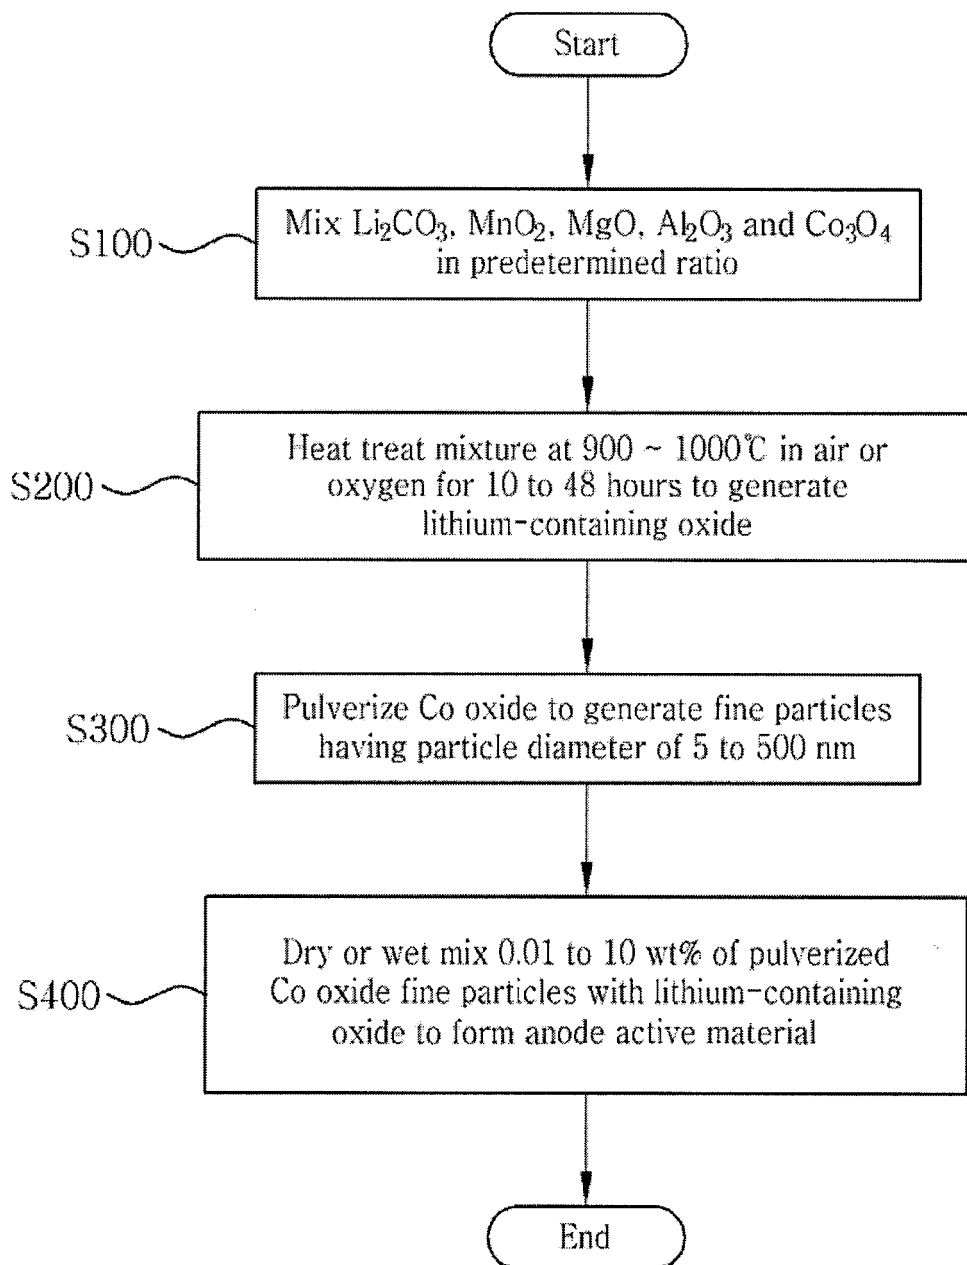 Start
S100
Mix Li₂CO₃, MnO₂, MgO, Al₂O₃ and Co₃O₄
in predetermined ratio
S200
Heat treat mixture at 900 ~ 1000℃ in air or
oxygen for 10 to 48 hours to generate
lithium-containing oxide
S300
Pulverize Co oxide to generate fine particles
having particle diameter of 5 to 500 nm
S400
Dry or wet mix 0.01 to 10 wt% of pulverized
Co oxide fine particles with lithium-containing
oxide to form anode active material
End